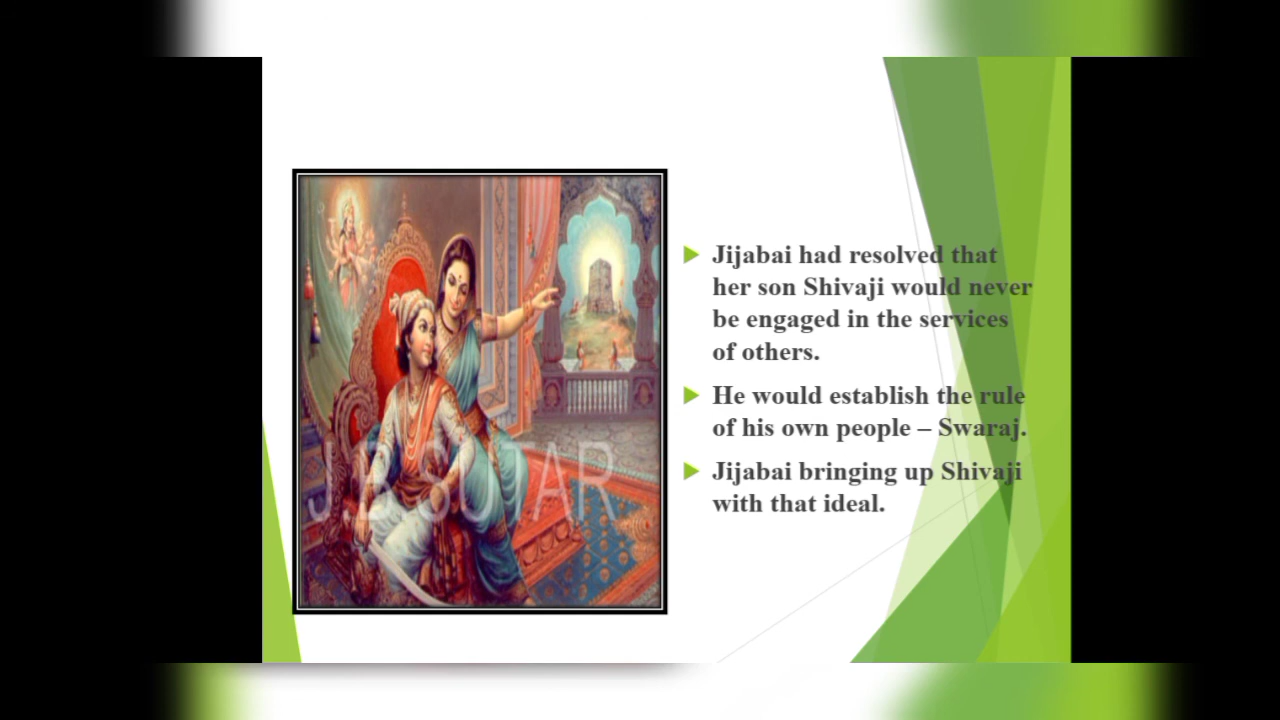 J.B SUTAR
Jijabai had resolved that
her son Shivaji would never
be engaged in the services
of others.
He would establish the rule
of his own people – Swaraj.
Jijabai bringing up Shivaji
with that ideal.